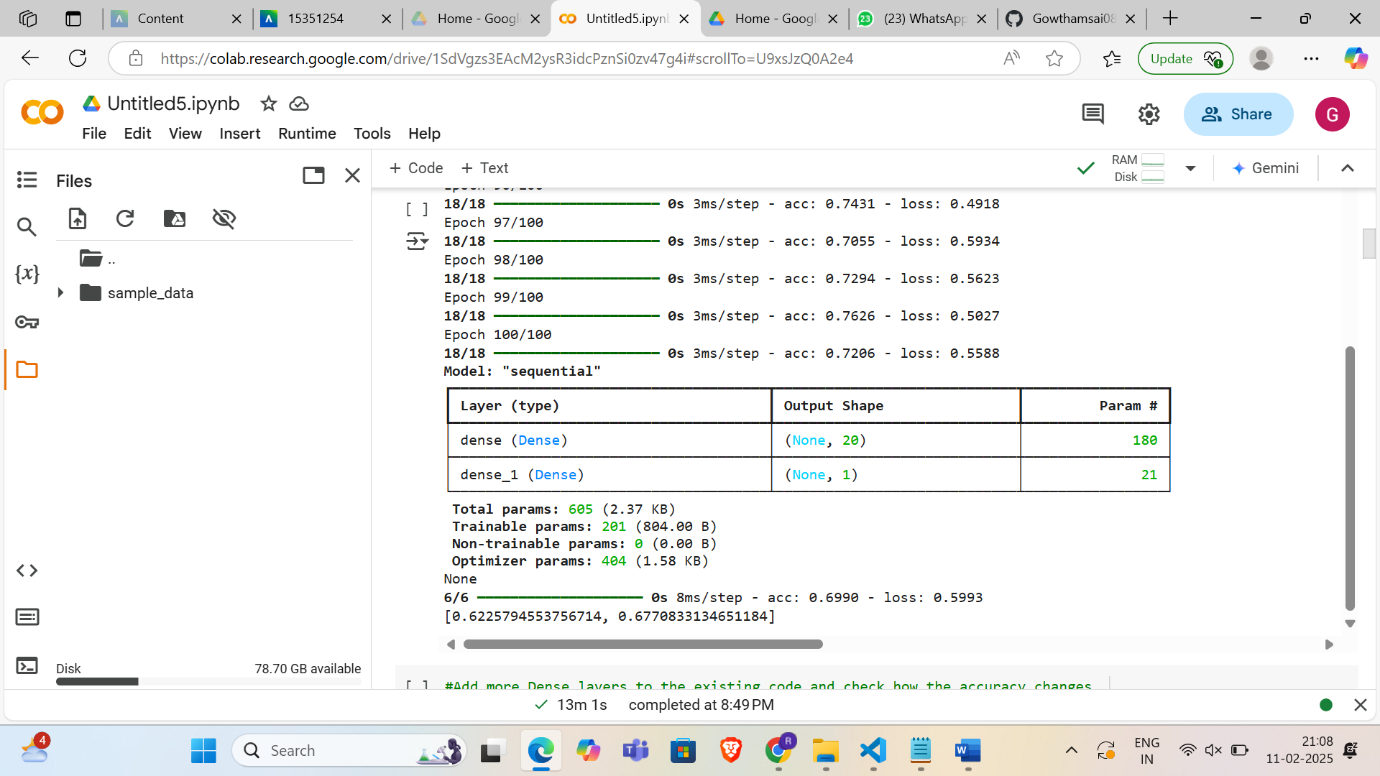 Content
15351254
Home - Google
Untitled5.ipynb
Home - Google
(23) WhatsApp
Gowthamsai08
https://colab.research.google.com/drive/1SdVgzs3EAcM2ysR3idcPznSi0zv47g4i#scrollTo=U9xsJzQ0A2e4
Update
Untitled5.ipynb
File Edit View Insert Runtime Tools Help
Share
G
Files
+ Code + Text
RAM
Disk
Gemini
..
sample_data
{x}
[ ]
18/18 0s 3ms/step - acc: 0.7431 - loss: 0.4918
Epoch 97/100
18/18 0s 3ms/step - acc: 0.7055 - loss: 0.5934
Epoch 98/100
18/18 0s 3ms/step - acc: 0.7294 - loss: 0.5623
Epoch 99/100
18/18 0s 3ms/step - acc: 0.7626 - loss: 0.5027
Epoch 100/100
18/18 0s 3ms/step - acc: 0.7206 - loss: 0.5588
Model: "sequential"
Layer (type) Output Shape Param #
dense (Dense) (None, 20) 180
dense_1 (Dense) (None, 1) 21
Total params: 605 (2.37 KB)
Trainable params: 201 (804.00 B)
Non-trainable params: 0 (0.00 B)
Optimizer params: 404 (1.58 KB)
None
6/6 0s 8ms/step - acc: 0.6990 - loss: 0.5993
[0.6225794553756714, 0.6770833134651184]
Disk 78.70 GB available
[ ] #Add more Dense layers to the existing code and check how the accuracy changes.
13m 1s completed at 8:49 PM
4
Search
R
ENG
IN
21:08
11-02-2025